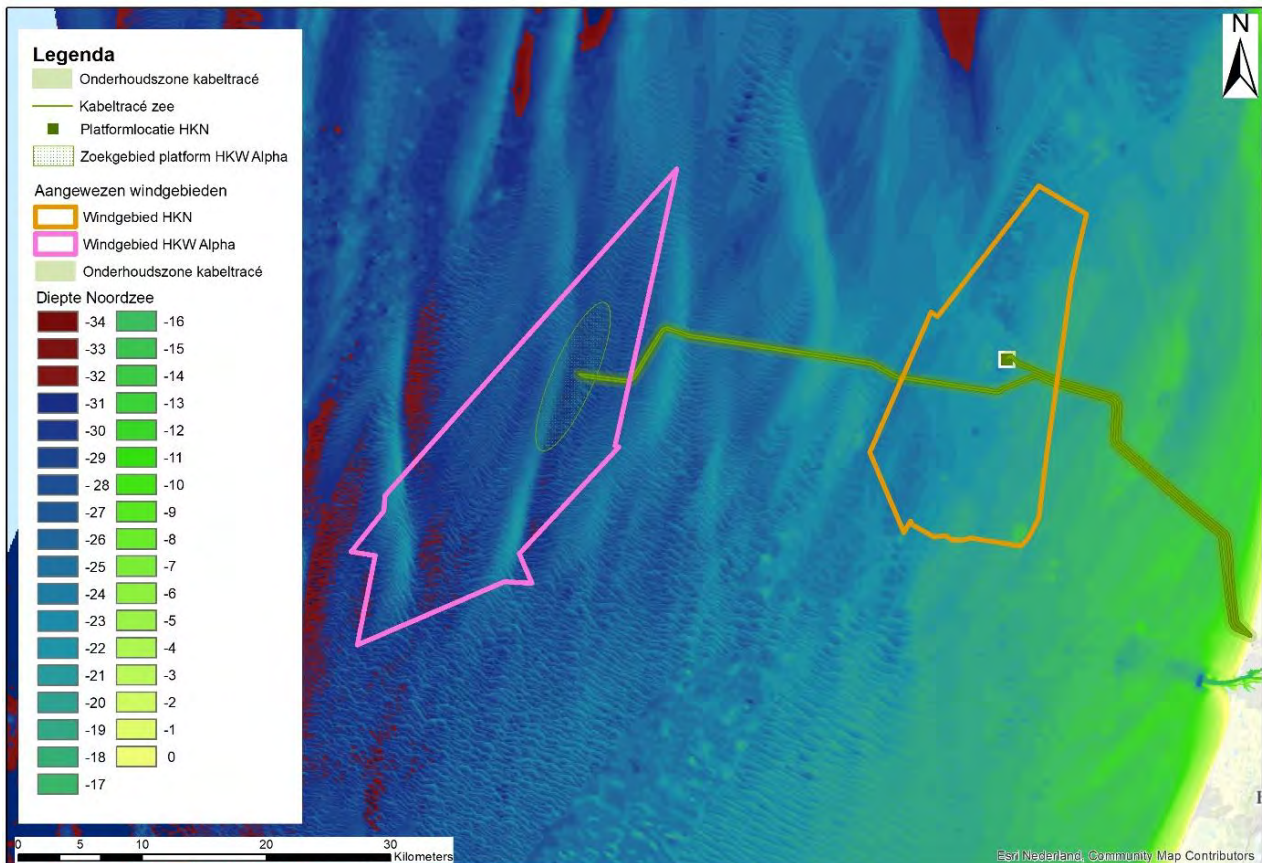 N
Legenda
Onderhoudszone kabeltracé
Kabeltracé zee
Platformlocatie HKN
Zoekgebied platform HKW Alpha
Aangewezen windgebieden
Windgebied HKN
Windgebied HKW Alpha
Onderhoudszone kabeltracé
Diepte Noordzee
-34 -16
-33 -15
-32 -14
-31 -13
-30 -12
-29 -11
-28 -10
-27 -9
-26 -8
-25 -7
-24 -6
-23 -5
-22 -4
-21 -3
-20 -2
-19 -1
-18 0
-17
0 5 10 20 30
Kilometers
Esri Nederland, Community Map Contributors